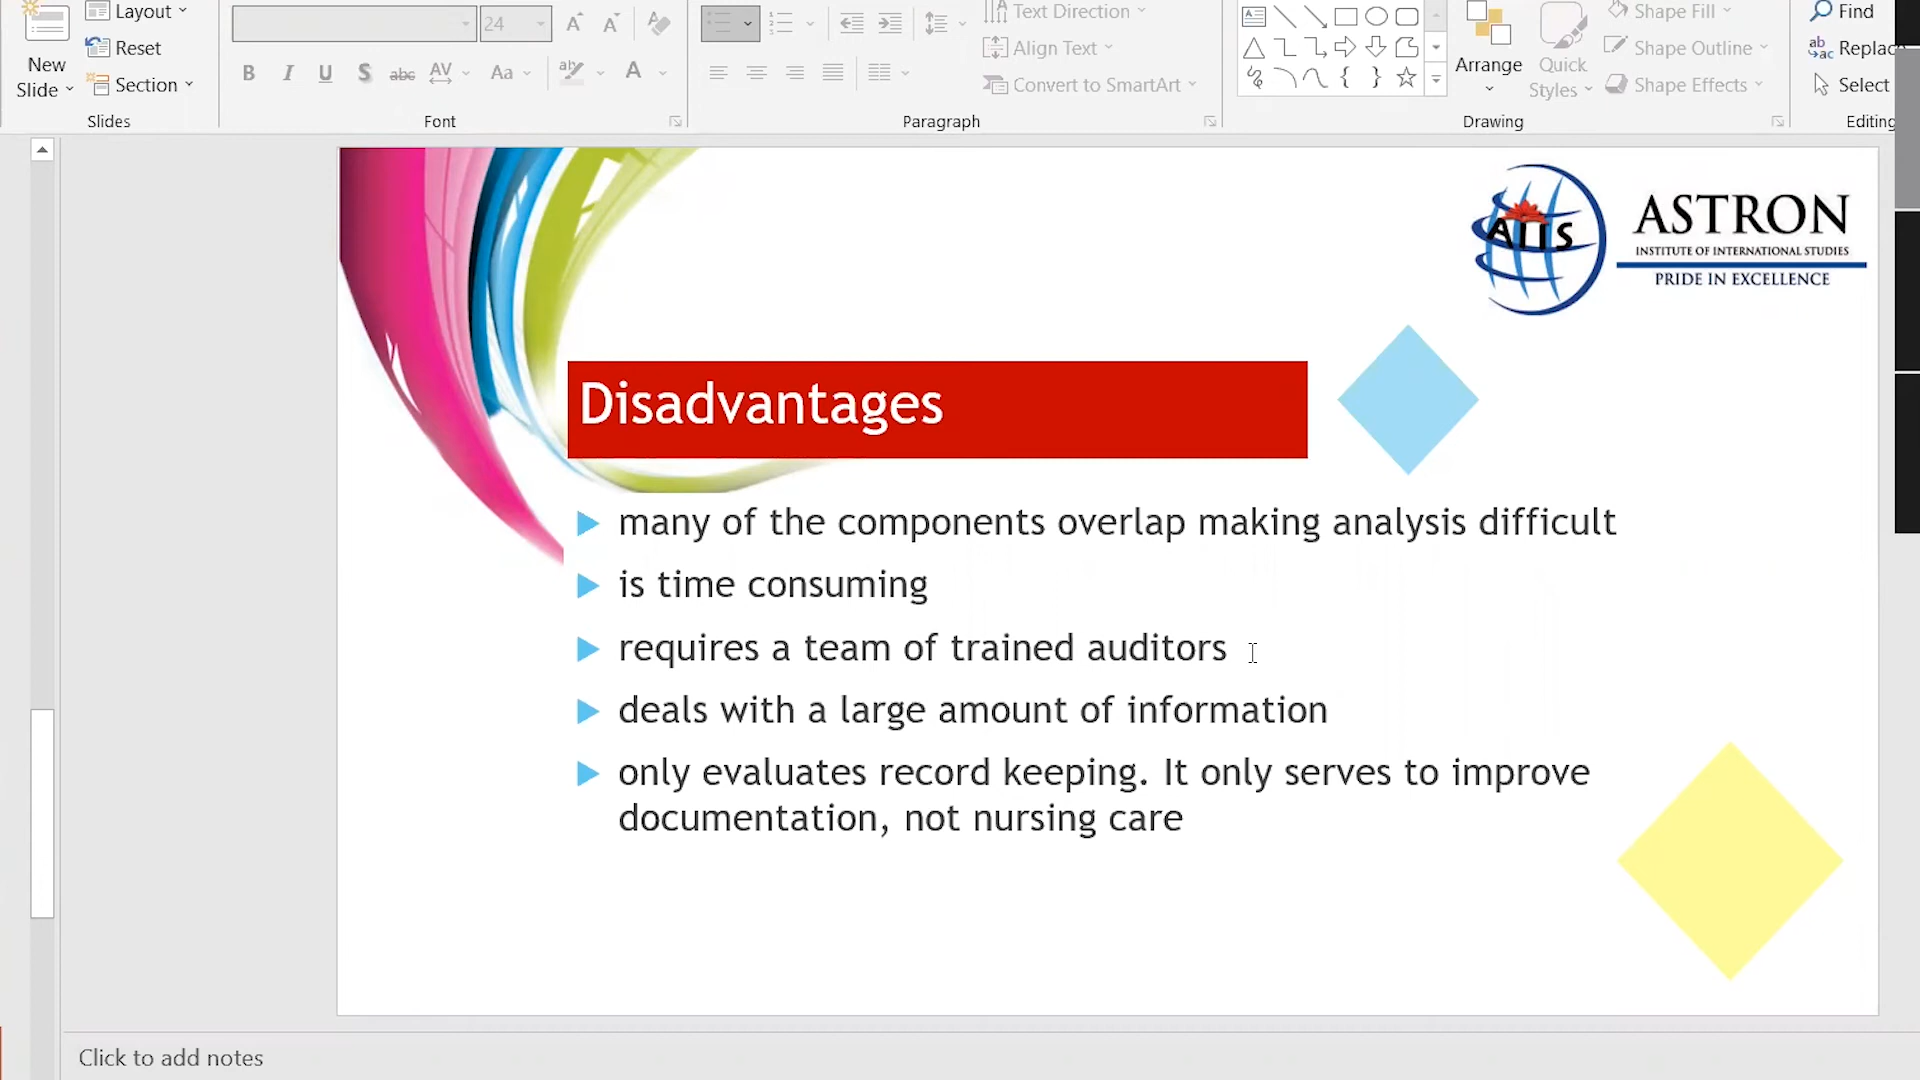 Layout
Find
24
Text Direction
Reset
Align Text
Shape Fill
Shape Outline
New
Slide
Section
B I U S abc AV Aa A
Convert to SmartArt
Arrange
Quick
Styles
Shape Effects
Select
Slides
Font
Paragraph
Drawing
Editing
ALIS
ASTRON
INSTITUTE OF INTERNATIONAL STUDIES
PRIDE IN EXCELLENCE
Disadvantages
many of the components overlap making analysis difficult
is time consuming
requires a team of trained auditors
deals with a large amount of information
only evaluates record keeping. It only serves to improve
documentation, not nursing care
Click to add notes